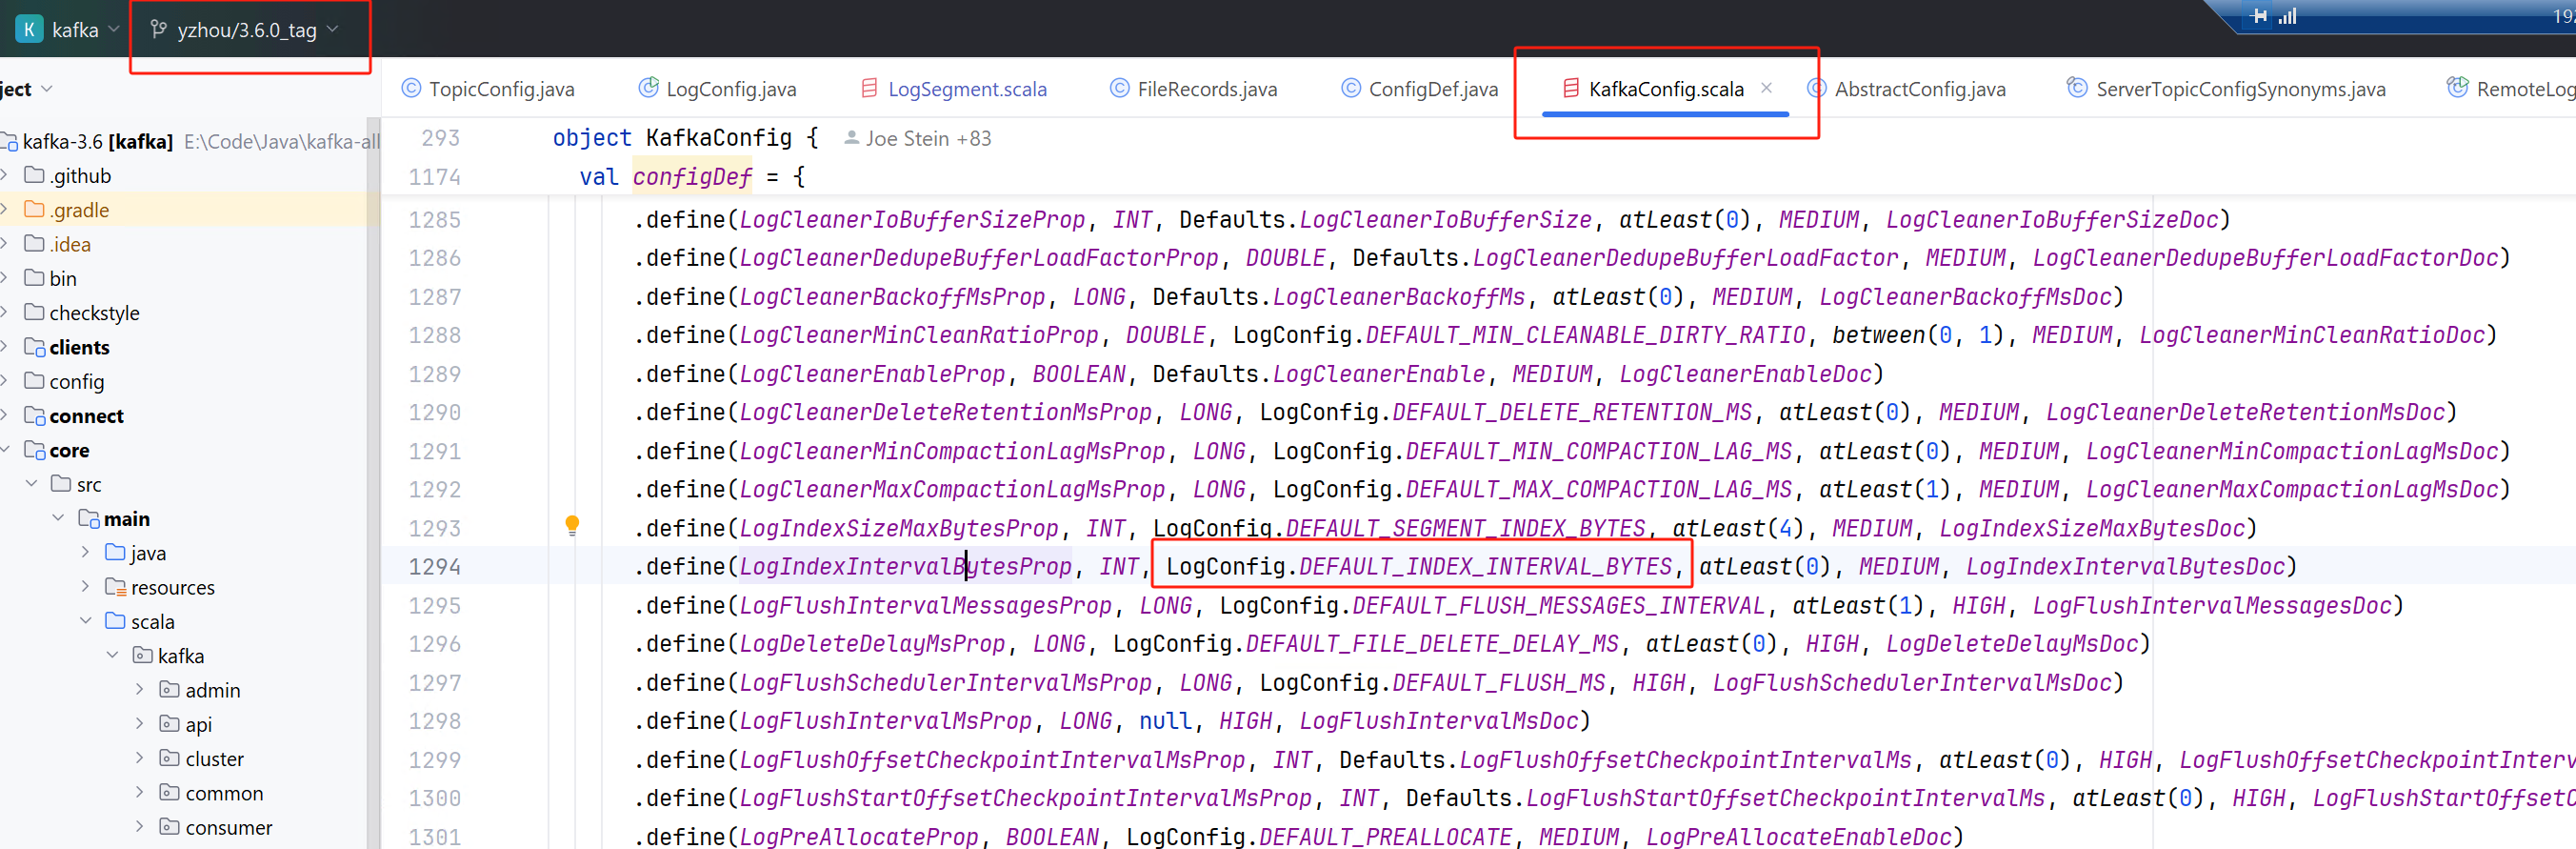 K kafka yzhou/3.6.0_tag
TopicConfig.java LogConfig.java LogSegment.scala FileRecords.java ConfigDef.java KafkaConfig.scala AbstractConfig.java ServerTopicConfigSynonyms.java RemoteLog
kafka-3.6 [kafka] E:\Code\Java\kafka-all
.github
.gradle
.idea
bin
checkstyle
clients
config
connect
core
src
main
java
resources
scala
kafka
admin
api
cluster
common
consumer
293 object KafkaConfig { Joe Stein +83
1174 val configDef = {
1285 .define(LogCleanerIoBufferSizeProp, INT, Defaults.LogCleanerIoBufferSize, atLeast(0), MEDIUM, LogCleanerIoBufferSizeDoc)
1286 .define(LogCleanerDedupeBufferLoadFactorProp, DOUBLE, Defaults.LogCleanerDedupeBufferLoadFactor, MEDIUM, LogCleanerDedupeBufferLoadFactorDoc)
1287 .define(LogCleanerBackoffMsProp, LONG, Defaults.LogCleanerBackoffMs, atLeast(0), MEDIUM, LogCleanerBackoffMsDoc)
1288 .define(LogCleanerMinCleanRatioProp, DOUBLE, LogConfig.DEFAULT_MIN_CLEANABLE_DIRTY_RATIO, between(0, 1), MEDIUM, LogCleanerMinCleanRatioDoc)
1289 .define(LogCleanerEnableProp, BOOLEAN, Defaults.LogCleanerEnable, MEDIUM, LogCleanerEnableDoc)
1290 .define(LogCleanerDeleteRetentionMsProp, LONG, LogConfig.DEFAULT_DELETE_RETENTION_MS, atLeast(0), MEDIUM, LogCleanerDeleteRetentionMsDoc)
1291 .define(LogCleanerMinCompactionLagMsProp, LONG, LogConfig.DEFAULT_MIN_COMPACTION_LAG_MS, atLeast(0), MEDIUM, LogCleanerMinCompactionLagMsDoc)
1292 .define(LogCleanerMaxCompactionLagMsProp, LONG, LogConfig.DEFAULT_MAX_COMPACTION_LAG_MS, atLeast(1), MEDIUM, LogCleanerMaxCompactionLagMsDoc)
1293 .define(LogIndexSizeMaxBytesProp, INT, LogConfig.DEFAULT_SEGMENT_INDEX_BYTES, atLeast(4), MEDIUM, LogIndexSizeMaxBytesDoc)
1294 .define(LogIndexIntervalBytesProp, INT, LogConfig.DEFAULT_INDEX_INTERVAL_BYTES, atLeast(0), MEDIUM, LogIndexIntervalBytesDoc)
1295 .define(LogFlushIntervalMessagesProp, LONG, LogConfig.DEFAULT_FLUSH_MESSAGES_INTERVAL, atLeast(1), HIGH, LogFlushIntervalMessagesDoc)
1296 .define(LogDeleteDelayMsProp, LONG, LogConfig.DEFAULT_FILE_DELETE_DELAY_MS, atLeast(0), HIGH, LogDeleteDelayMsDoc)
1297 .define(LogFlushSchedulerIntervalMsProp, LONG, LogConfig.DEFAULT_FLUSH_MS, HIGH, LogFlushSchedulerIntervalMsDoc)
1298 .define(LogFlushIntervalMsProp, LONG, null, HIGH, LogFlushIntervalMsDoc)
1299 .define(LogFlushOffsetCheckpointIntervalMsProp, INT, Defaults.LogFlushOffsetCheckpointIntervalMs, atLeast(0), HIGH, LogFlushOffsetCheckpointInterv
1300 .define(LogFlushStartOffsetCheckpointIntervalMsProp, INT, Defaults.LogFlushStartOffsetCheckpointIntervalMs, atLeast(0), HIGH, LogFlushStartOffsetC
1301 .define(LogPreAllocateProp, BOOLEAN, LogConfig.DEFAULT_PREALLOCATE, MEDIUM, LogPreAllocateEnableDoc)